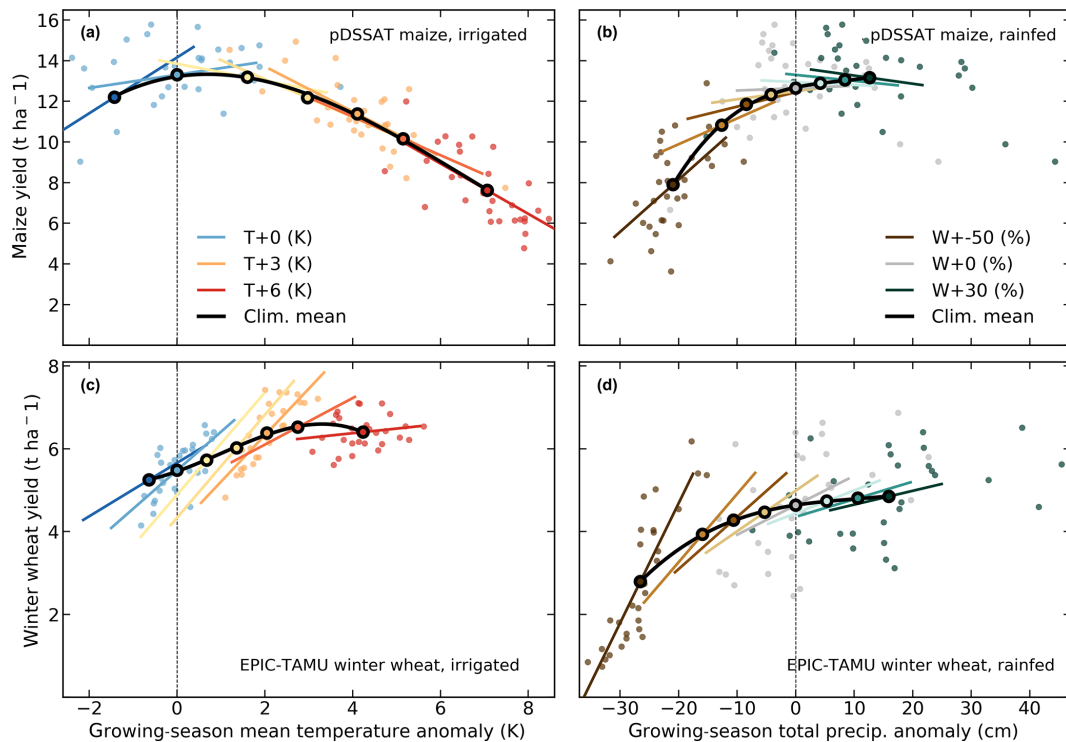 (a) pDSSAT maize, irrigated
16
14
12
10
8
6
4
2
Maize yield (t ha−1)
T+0 (K)
T+3 (K)
T+6 (K)
Clim. mean
(b) pDSSAT maize, rainfed
W+-50 (%)
W+0 (%)
W+30 (%)
Clim. mean
(c)
8
6
4
2
Winter wheat yield (t ha−1)
EPIC-TAMU winter wheat, irrigated
−2 0 2 4 6 8
Growing-season mean temperature anomaly (K)
(d)
EPIC-TAMU winter wheat, rainfed
−30 −20 −10 0 10 20 30 40
Growing-season total precip. anomaly (cm)